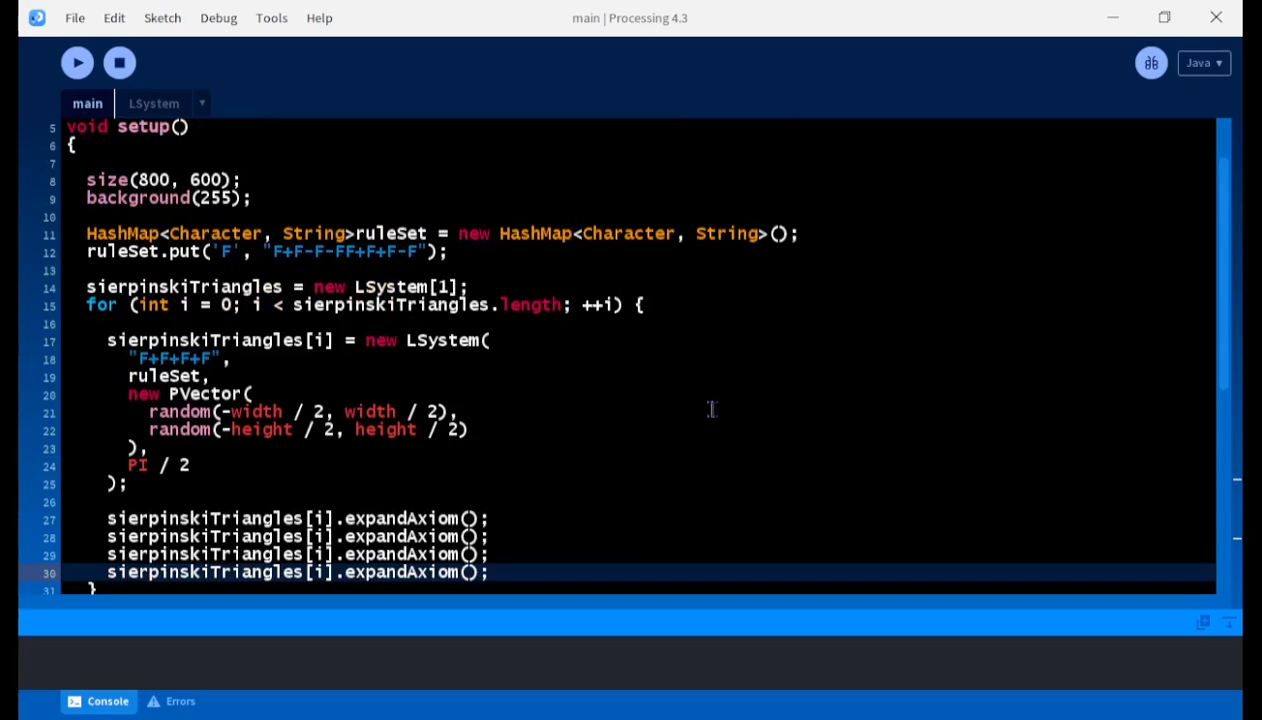 File Edit Sketch Debug Tools Help main | Processing 4.3
Java ▾
main LSystem ▾
5 void setup()
6 {
7
8 size(800, 600);
9 background(255);
10
11 HashMap<Character, String>ruleSet = new HashMap<Character, String>();
12 ruleSet.put('F', "F+F-F-FF+F+F-F");
13
14 sierpinskiTriangles = new LSystem[1];
15 for (int i = 0; i < sierpinskiTriangles.length; ++i) {
16
17 sierpinskiTriangles[i] = new LSystem(
18 "F+F+F+F",
19 ruleSet,
20 new PVector(
21 random(-width / 2, width / 2),
22 random(-height / 2, height / 2)
23 ),
24 PI / 2
25 );
26
27 sierpinskiTriangles[i].expandAxiom();
28 sierpinskiTriangles[i].expandAxiom();
29 sierpinskiTriangles[i].expandAxiom();
30 sierpinskiTriangles[i].expandAxiom();
31 }
Console Errors